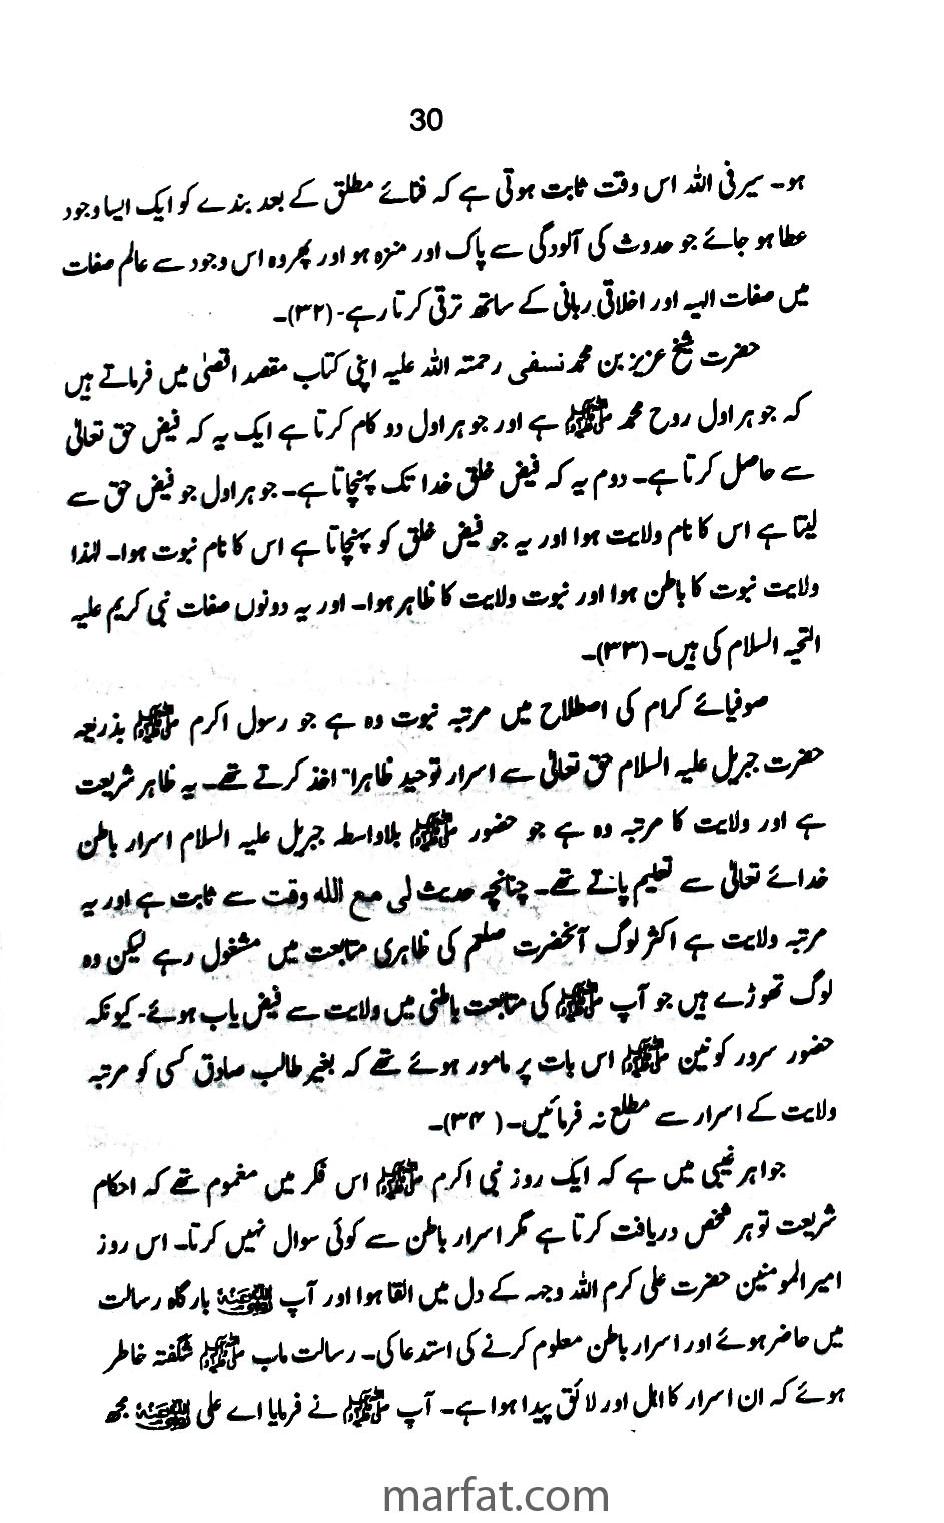 30
ہو۔ سیر فی اللہ اس وقت ثابت ہوتی ہے کہ فنائے مطلق کے بعد بندے کو ایک ایسا وجود
عطا ہو جائے جو حدوث کی آلودگی سے پاک اور منزہ ہو اور پھر وہ اس وجود سے عالم صفات
میں صفات الہیہ اور اخلاق ربانی کے ساتھ ترقی کرتا رہے۔ (۳۲)۔
حضرت شیخ عزیز بن محمد نسفی رحمتہ اللہ علیہ اپنی کتاب مقصد اقصیٰ میں فرماتے ہیں
کہ جوہر اول روح محمد ﷺ ہے اور جوہر اول دو کام کرتا ہے ایک یہ کہ فیض حق تعالیٰ
سے حاصل کرتا ہے۔ دوم یہ کہ فیض خلق خدا تک پہنچاتا ہے۔ جوہر اول جو فیض حق سے
لیتا ہے اس کا نام ولایت ہوا اور یہ جو فیض خلق کو پہنچاتا ہے اس کا نام نبوت ہوا۔ لہٰذا
ولایت نبوت کا باطن ہوا اور نبوت ولایت کا ظاہر ہوا۔ اور یہ دونوں صفات نبی کریم علیہ
التحیہ السلام کی ہیں۔ (۳۳)۔
صوفیائے کرام کی اصطلاح میں مرتبہ نبوت وہ ہے جو رسول اکرم ﷺ بذریعہ
حضرت جبریل علیہ السلام حق تعالیٰ سے اسرار توحید ظاہرا" اخذ کرتے تھے۔ یہ ظاہر شریعت
ہے اور ولایت کا مرتبہ وہ ہے جو حضور ﷺ بلاواسطہ جبریل علیہ السلام اسرار باطن
خدائے تعالیٰ سے تعلیم پاتے تھے۔ چنانچہ حدیث لی مع اللہ وقت سے ثابت ہے اور یہ
مرتبہ ولایت ہے اکثر لوگ آنحضرت صلعم کی ظاہری متابعت میں مشغول رہے لیکن وہ
لوگ تھوڑے ہیں جو آپ ﷺ کی متابعت باطنی میں ولایت سے فیض یاب ہوئے۔ کیونکہ
حضور سرور کونین ﷺ اس بات پر مامور ہوئے تھے کہ بغیر طالب صادق کسی کو مرتبہ
ولایت کے اسرار سے مطلع نہ فرمائیں۔ (۳۴)۔
جواہر غیبی میں ہے کہ ایک روز نبی اکرم ﷺ اس فکر میں مغموم تھے کہ احکام
شریعت تو ہر شخص دریافت کرتا ہے مگر اسرار باطن سے کوئی سوال نہیں کرتا۔ اس روز
امیرالمومنین حضرت علی کرم اللہ وجہہ کے دل میں القا ہوا اور آپ رضی اللہ عنہ بارگاہ رسالت
میں حاضر ہوئے اور اسرار باطن معلوم کرنے کی استدعا کی۔ رسالت ماب ﷺ شگفتہ خاطر
ہوئے کہ ان اسرار کا اہل اور لائق پیدا ہوا ہے۔ آپ ﷺ نے فرمایا اے علی رضی اللہ عنہ مجھ
marfat.com